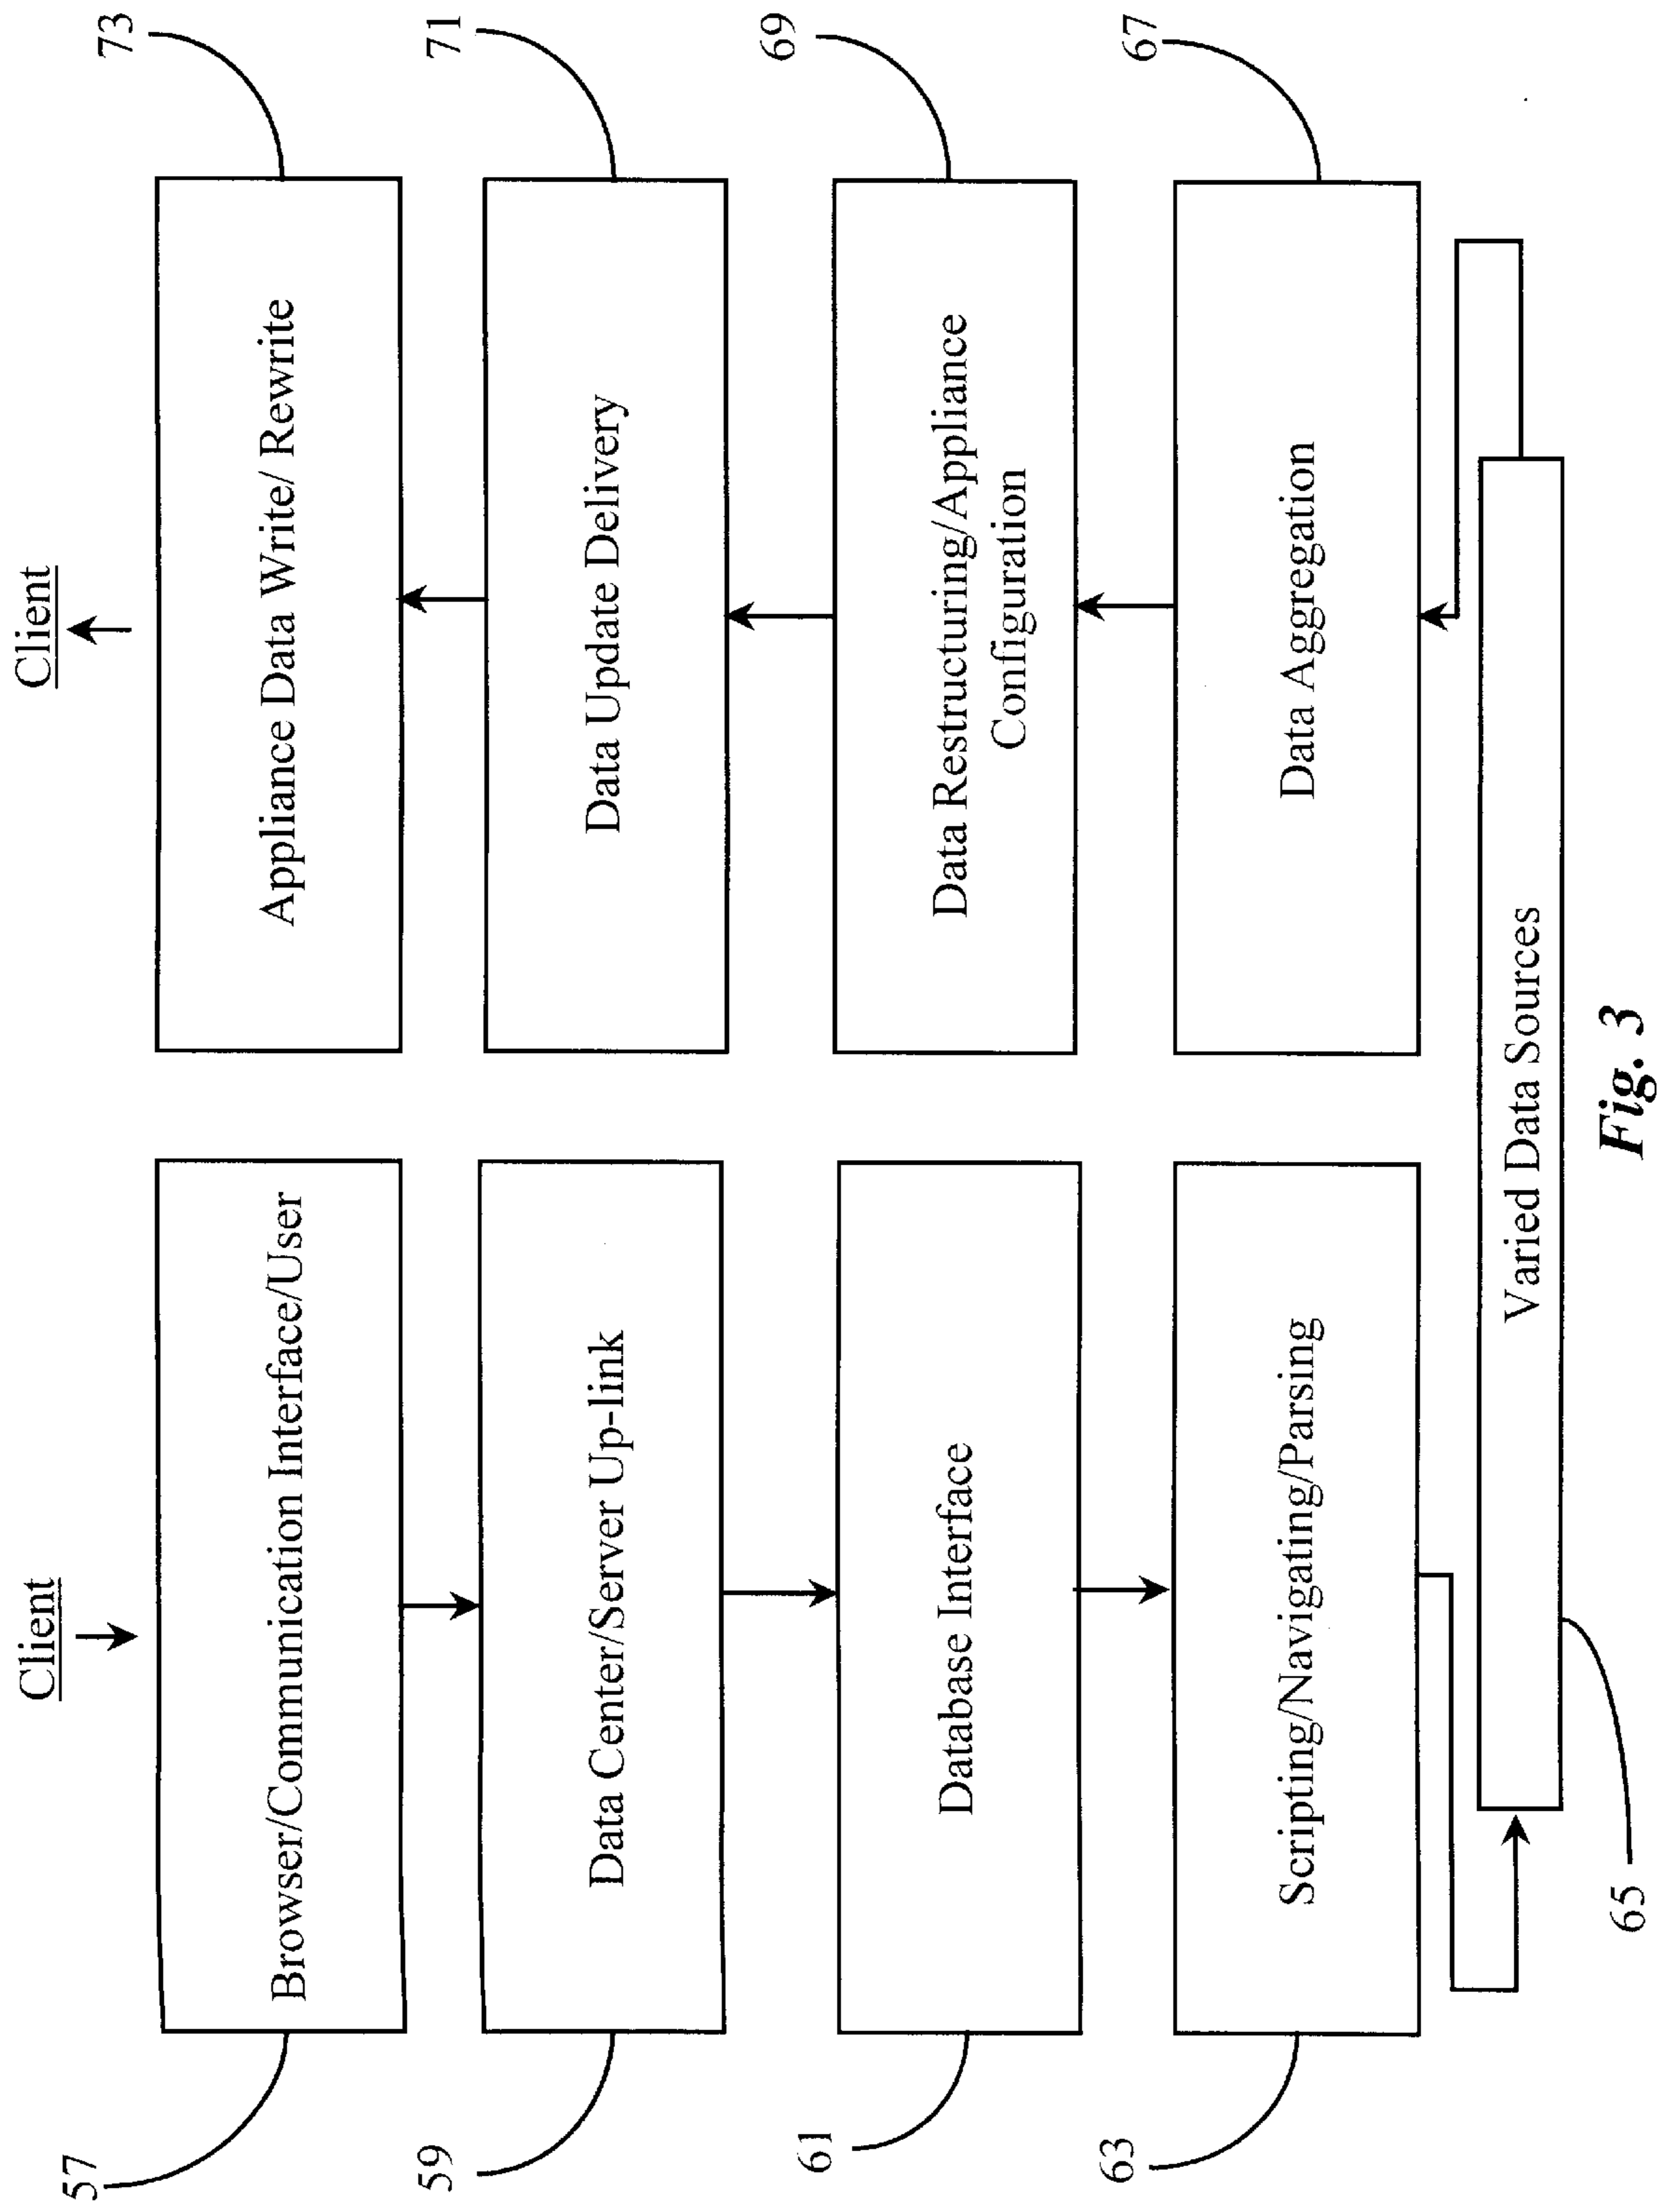 Client
Client
57
Browser/Communication Interface/User
Appliance Data Write/ Rewrite
73
59
Data Center/Server Up-link
Data Update Delivery
71
61
Database Interface
Data Restructuring/Appliance
Configuration
69
63
Scripting/Navigating/Parsing
Data Aggregation
67
Varied Data Sources
65
Fig. 3